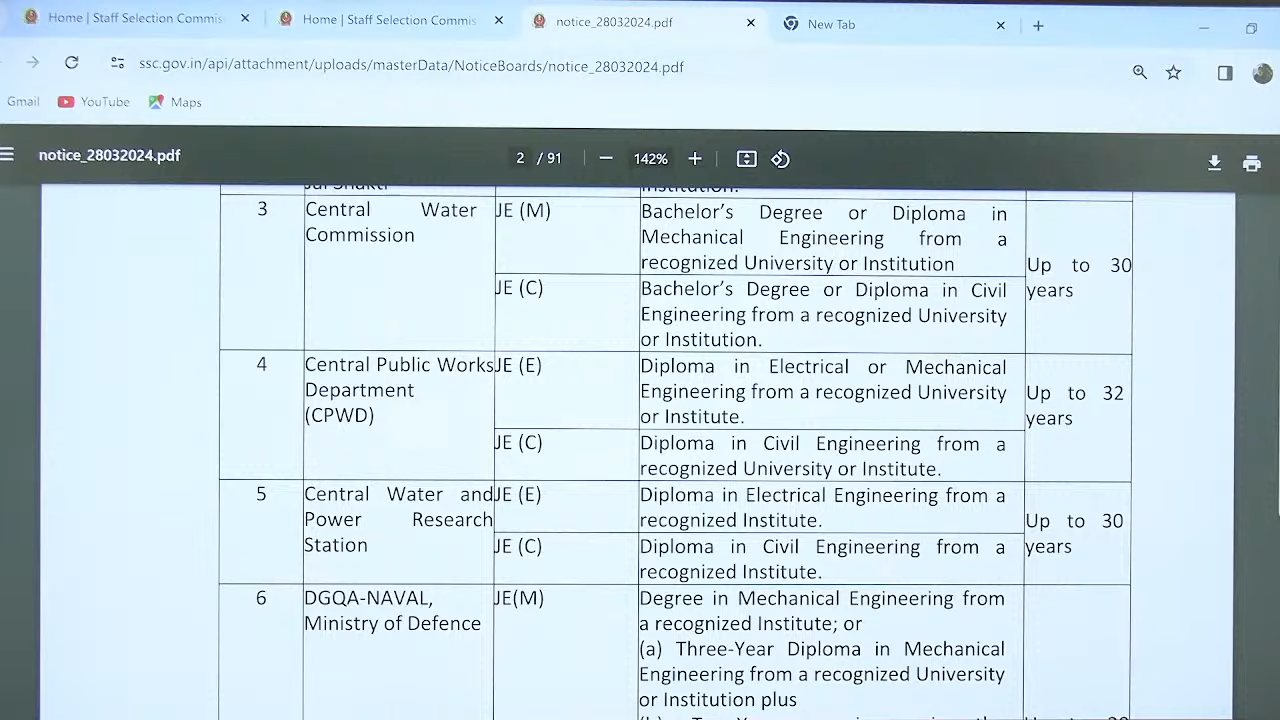 Home | Staff Selection Commis
Home | Staff Selection Commis
notice_28032024.pdf
New Tab
ssc.gov.in/api/attachment/uploads/masterData/NoticeBoards/notice_28032024.pdf
Gmail
YouTube
Maps
notice_28032024.pdf
2 / 91
142%
Jal Shakti
Institution.
3
Central Water
Commission
JE (M)
Bachelor’s Degree or Diploma in
Mechanical Engineering from a
recognized University or Institution
JE (C)
Bachelor’s Degree or Diploma in Civil
Engineering from a recognized University
or Institution.
Up to 30
years
4
Central Public Works
Department
(CPWD)
JE (E)
Diploma in Electrical or Mechanical
Engineering from a recognized University
or Institute.
JE (C)
Diploma in Civil Engineering from a
recognized University or Institute.
Up to 32
years
5
Central Water and
Power Research
Station
JE (E)
Diploma in Electrical Engineering from a
recognized Institute.
JE (C)
Diploma in Civil Engineering from a
recognized Institute.
Up to 30
years
6
DGQA-NAVAL,
Ministry of Defence
JE(M)
Degree in Mechanical Engineering from
a recognized Institute; or
(a) Three-Year Diploma in Mechanical
Engineering from a recognized University
or Institution plus